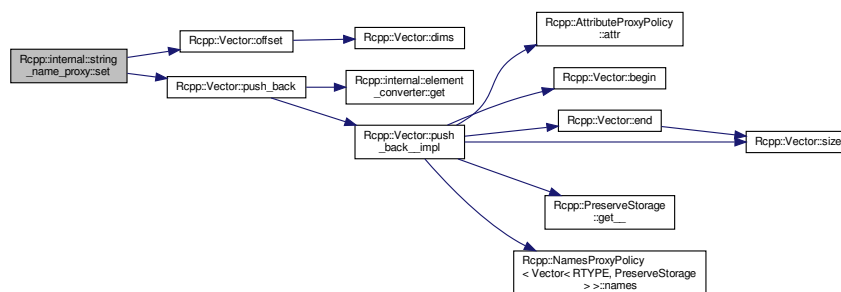 Rcpp::internal::string
_name_proxy::set
Rcpp::Vector::offset
Rcpp::Vector::push_back
Rcpp::Vector::dims
Rcpp::internal::element
_converter::get
Rcpp::Vector::push
_back__impl
Rcpp::AttributeProxyPolicy
::attr
Rcpp::Vector::begin
Rcpp::Vector::end
Rcpp::Vector::size
Rcpp::PreserveStorage
::get__
Rcpp::NamesProxyPolicy
< Vector< RTYPE, PreserveStorage
> >::names